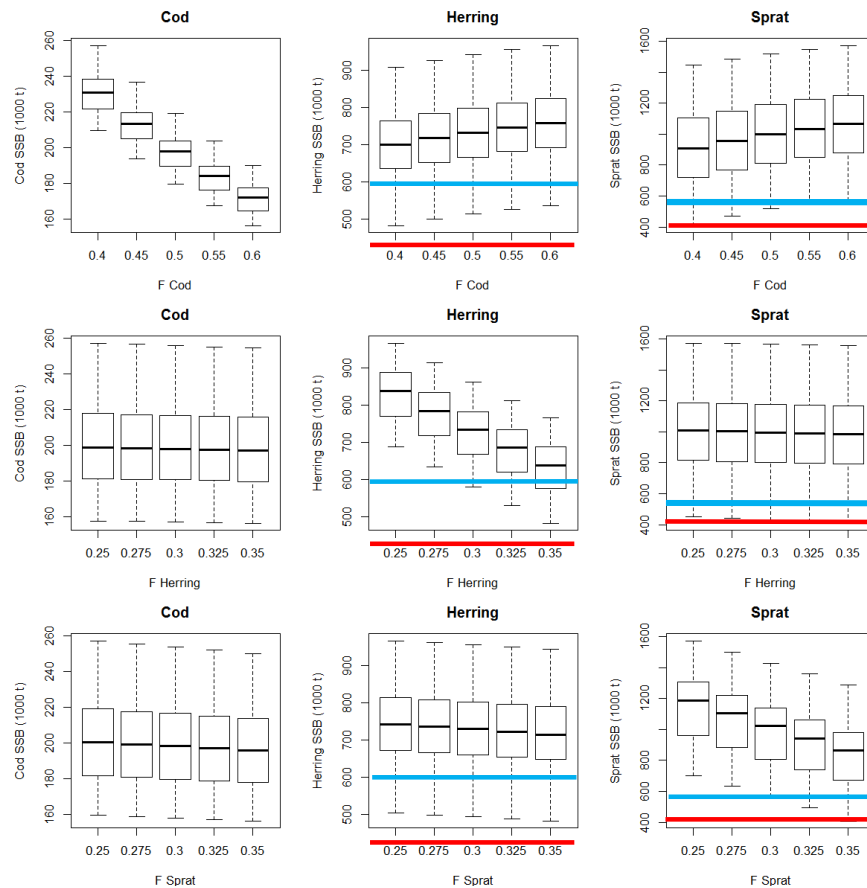 Cod
Herring
Sprat
Cod SSB (1000 t)
160 180 200 220 240 260
0.4 0.45 0.5 0.55 0.6
F Cod
Herring SSB (1000 t)
500 600 700 800 900
0.4 0.45 0.5 0.55 0.6
F Cod
Sprat SSB (1000 t)
400 600 1000 1600
0.4 0.45 0.5 0.55 0.6
F Cod
Cod
Herring
Sprat
Cod SSB (1000 t)
160 180 200 220 240 260
0.25 0.275 0.3 0.325 0.35
F Herring
Herring SSB (1000 t)
500 600 700 800 900
0.25 0.275 0.3 0.325 0.35
F Herring
Sprat SSB (1000 t)
400 600 1000 1600
0.25 0.275 0.3 0.325 0.35
F Herring
Cod
Herring
Sprat
Cod SSB (1000 t)
160 180 200 220 240 260
0.25 0.275 0.3 0.325 0.35
F Sprat
Herring SSB (1000 t)
500 600 700 800 900
0.25 0.275 0.3 0.325 0.35
F Sprat
Sprat SSB (1000 t)
400 600 800 1200 1600
0.25 0.275 0.3 0.325 0.35
F Sprat